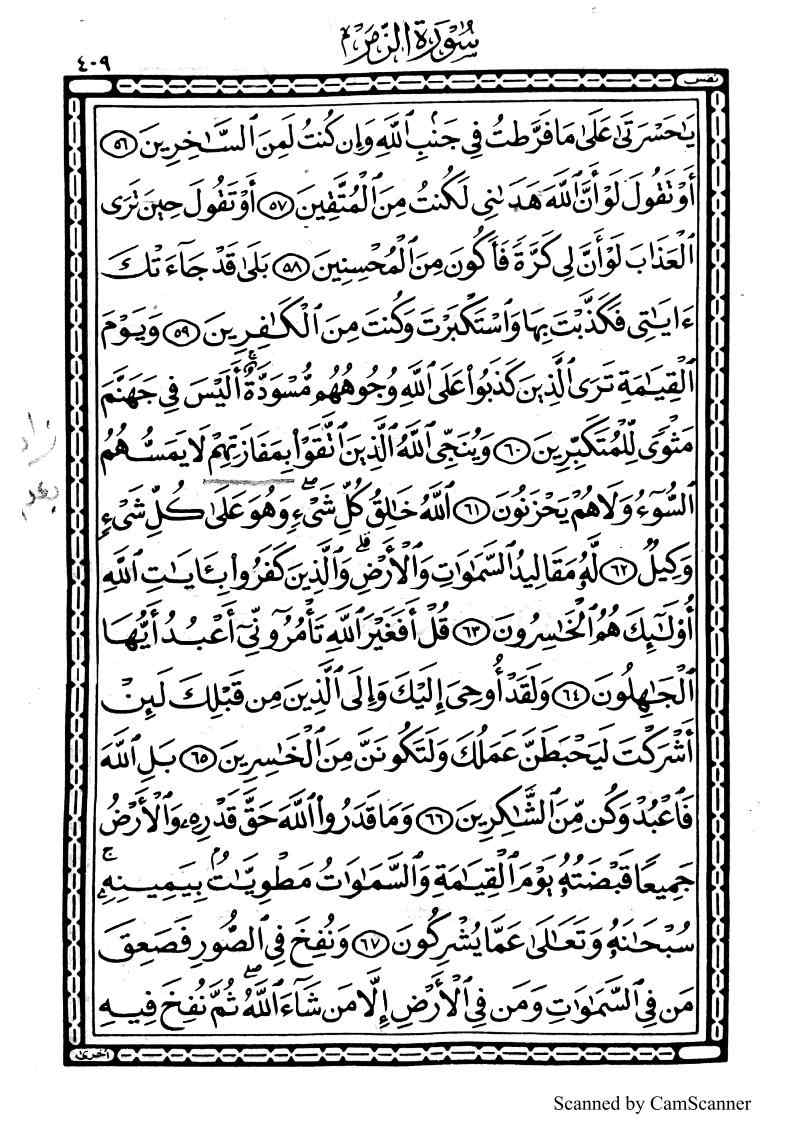 سُورَةُ الزُّمَرِ
٤٠٩
نفس
يَاحَسْرَتَىٰ عَلَىٰ مَا فَرَّطتُ فِي جَنۢبِ ٱللَّهِ وَإِن كُنتُ لَمِنَ ٱلسَّاخِرِينَ ٥٦
أَوْ تَقُولَ لَوْ أَنَّ ٱللَّهَ هَدَىٰنِي لَكُنتُ مِنَ ٱلْمُتَّقِينَ ٥٧ أَوْ تَقُولَ حِينَ تَرَى
ٱلْعَذَابَ لَوْ أَنَّ لِي كَرَّةً فَأَكُونَ مِنَ ٱلْمُحْسِنِينَ ٥٨ بَلَىٰ قَدْ جَآءَتْكَ
ءَايَٰتِي فَكَذَّبْتَ بِهَا وَٱسْتَكْبَرْتَ وَكُنتَ مِنَ ٱلْكَٰفِرِينَ ٥٩ وَيَوْمَ
ٱلْقِيَٰمَةِ تَرَى ٱلَّذِينَ كَذَبُوا۟ عَلَى ٱللَّهِ وُجُوهُهُم مُّسْوَدَّةٌ أَلَيْسَ فِي جَهَنَّمَ
مَثْوًى لِّلْمُتَكَبِّرِينَ ٦٠ وَيُنَجِّي ٱللَّهُ ٱلَّذِينَ ٱتَّقَوْا۟ بِمَفَازَتِهِمْ لَا يَمَسُّهُمُ
ٱلسُّوٓءُ وَلَا هُمْ يَحْزَنُونَ ٦١ ٱللَّهُ خَٰلِقُ كُلِّ شَيْءٍ وَهُوَ عَلَىٰ كُلِّ شَيْءٍ
وَكِيلٌ ٦٢ لَّهُۥ مَقَالِيدُ ٱلسَّمَٰوَٰتِ وَٱلْأَرْضِ وَٱلَّذِينَ كَفَرُوا۟ بِـَٔايَٰتِ ٱللَّهِ
أُو۟لَٰٓئِكَ هُمُ ٱلْخَٰسِرُونَ ٦٣ قُلْ أَفَغَيْرَ ٱللَّهِ تَأْمُرُوٓنِّيٓ أَعْبُدُ أَيُّهَا
ٱلْجَٰهِلُونَ ٦٤ وَلَقَدْ أُوحِيَ إِلَيْكَ وَإِلَى ٱلَّذِينَ مِن قَبْلِكَ لَئِنْ
أَشْرَكْتَ لَيَحْبَطَنَّ عَمَلُكَ وَلَتَكُونَنَّ مِنَ ٱلْخَٰسِرِينَ ٦٥ بَلِ ٱللَّهَ
فَٱعْبُدْ وَكُن مِّنَ ٱلشَّٰكِرِينَ ٦٦ وَمَا قَدَرُوا۟ ٱللَّهَ حَقَّ قَدْرِهِۦ وَٱلْأَرْضُ
جَمِيعًا قَبْضَتُهُۥ يَوْمَ ٱلْقِيَٰمَةِ وَٱلسَّمَٰوَٰتُ مَطْوِيَّٰتٌۢ بِيَمِينِهِۦ
سُبْحَٰنَهُۥ وَتَعَٰلَىٰ عَمَّا يُشْرِكُونَ ٦٧ وَنُفِخَ فِي ٱلصُّورِ فَصَعِقَ
مَن فِي ٱلسَّمَٰوَٰتِ وَمَن فِي ٱلْأَرْضِ إِلَّا مَن شَآءَ ٱللَّهُ ثُمَّ نُفِخَ فِيهِ
اخرى
Scanned by CamScanner